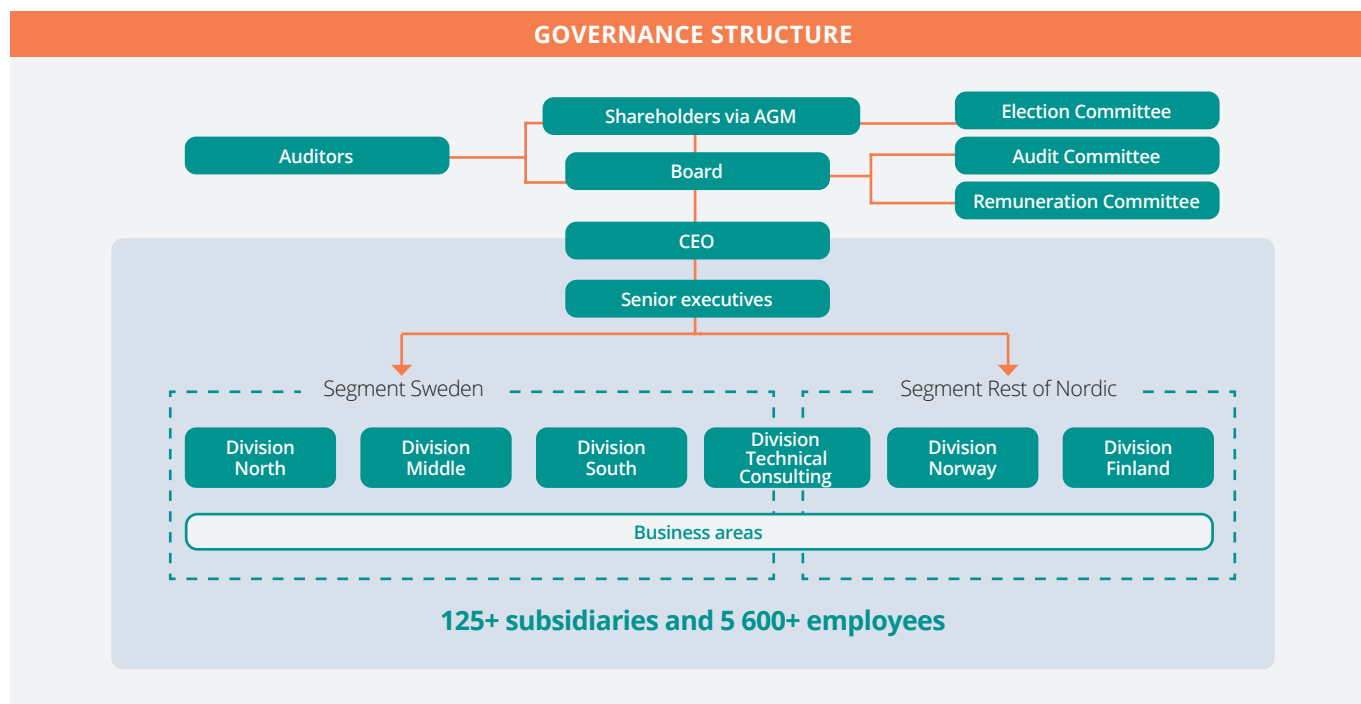 GOVERNANCE STRUCTURE
Shareholders via AGM
Election Committee
Auditors
Board
Audit Committee
Remuneration Committee
CEO
Senior executives
Segment Sweden
Segment Rest of Nordic
Division
North
Division
Middle
Division
South
Division
Technical
Consulting
Division
Norway
Division
Finland
Business areas
125+ subsidiaries and 5 600+ employees